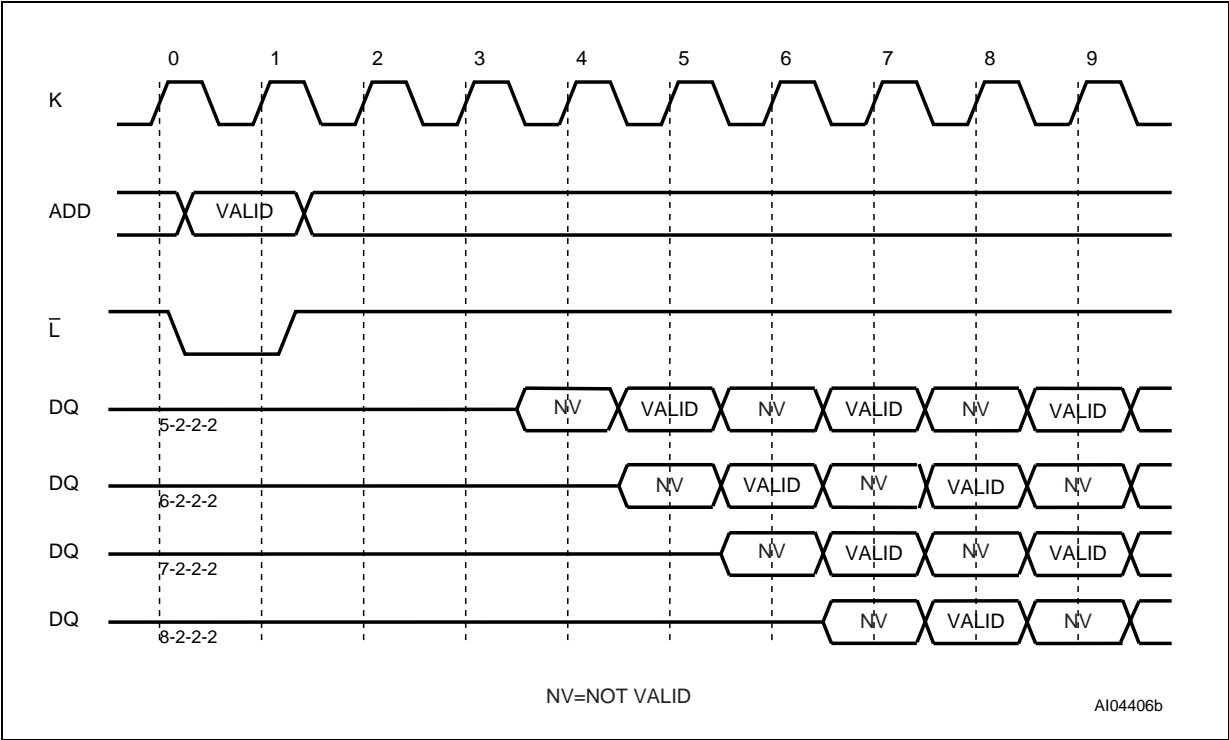 0 1 2 3 4 5 6 7 8 9
K
ADD VALID
L̅
DQ NV VALID NV VALID NV VALID
5-2-2-2
DQ NV VALID NV VALID NV
6-2-2-2
DQ NV VALID NV VALID
7-2-2-2
DQ NV VALID NV
8-2-2-2
NV=NOT VALID
AI04406b